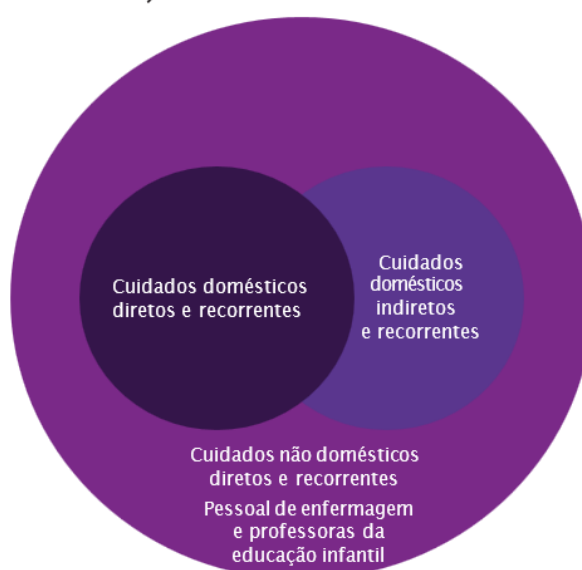 Cuidados domésticos
diretos e recorrentes
Cuidados
domésticos
indiretos
e recorrentes
Cuidados não domésticos
diretos e recorrentes
Pessoal de enfermagem
e professoras da
educação infantil